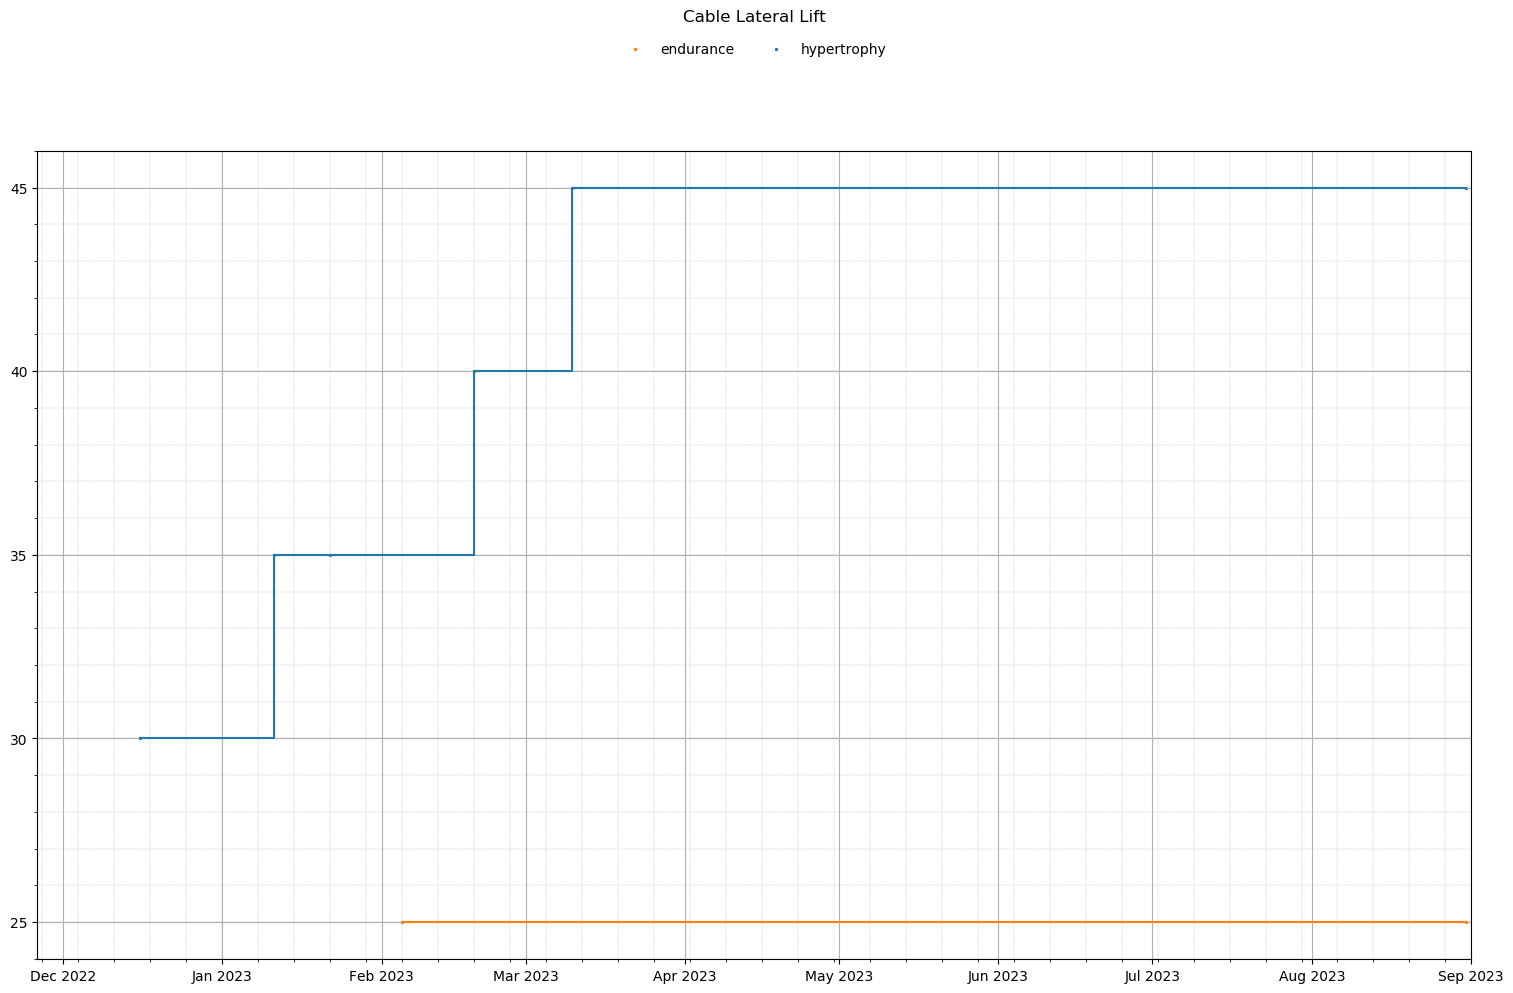 Cable Lateral Lift
endurance hypertrophy
45
40
35
30
25
Dec 2022 Jan 2023 Feb 2023 Mar 2023 Apr 2023 May 2023 Jun 2023 Jul 2023 Aug 2023 Sep 2023